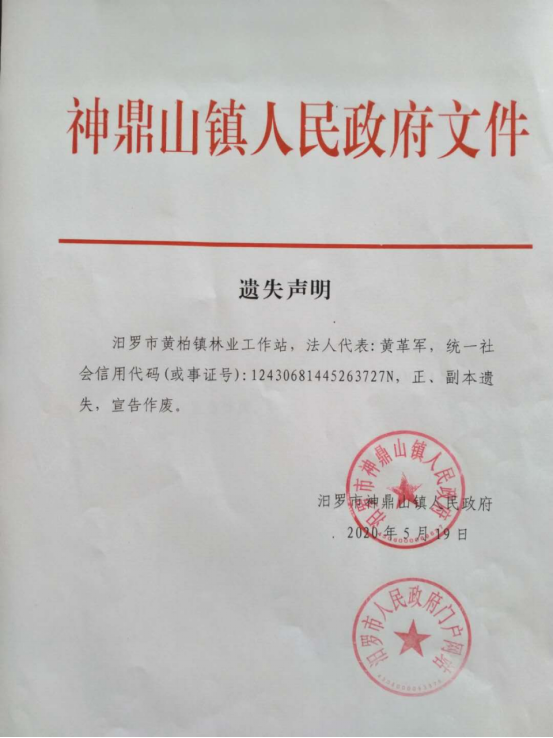 神鼎山镇人民政府文件
遗失声明
汨罗市黄柏镇林业工作站，法人代表:黄革军，统一社
会信用代码(或事证号):12430681445263727N，正、副本遗
失，宣告作废。
汨罗市神鼎山镇人民政府
2020年5月19日
汨罗市神鼎山镇人民政府
汨罗市人民政府门户网站